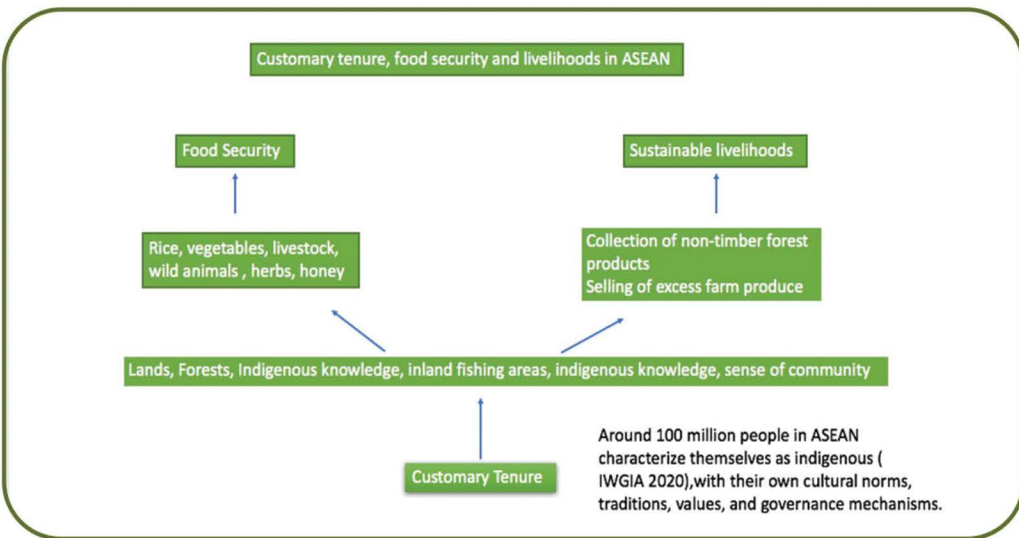 Customary tenure, food security and livelihoods in ASEAN
Food Security
Sustainable livelihoods
Rice, vegetables, livestock,
wild animals , herbs, honey
Collection of non-timber forest
products
Selling of excess farm produce
Lands, Forests, Indigenous knowledge, inland fishing areas, indigenous knowledge, sense of community
Customary Tenure
Around 100 million people in ASEAN
characterize themselves as indigenous (
IWGIA 2020),with their own cultural norms,
traditions, values, and governance mechanisms.